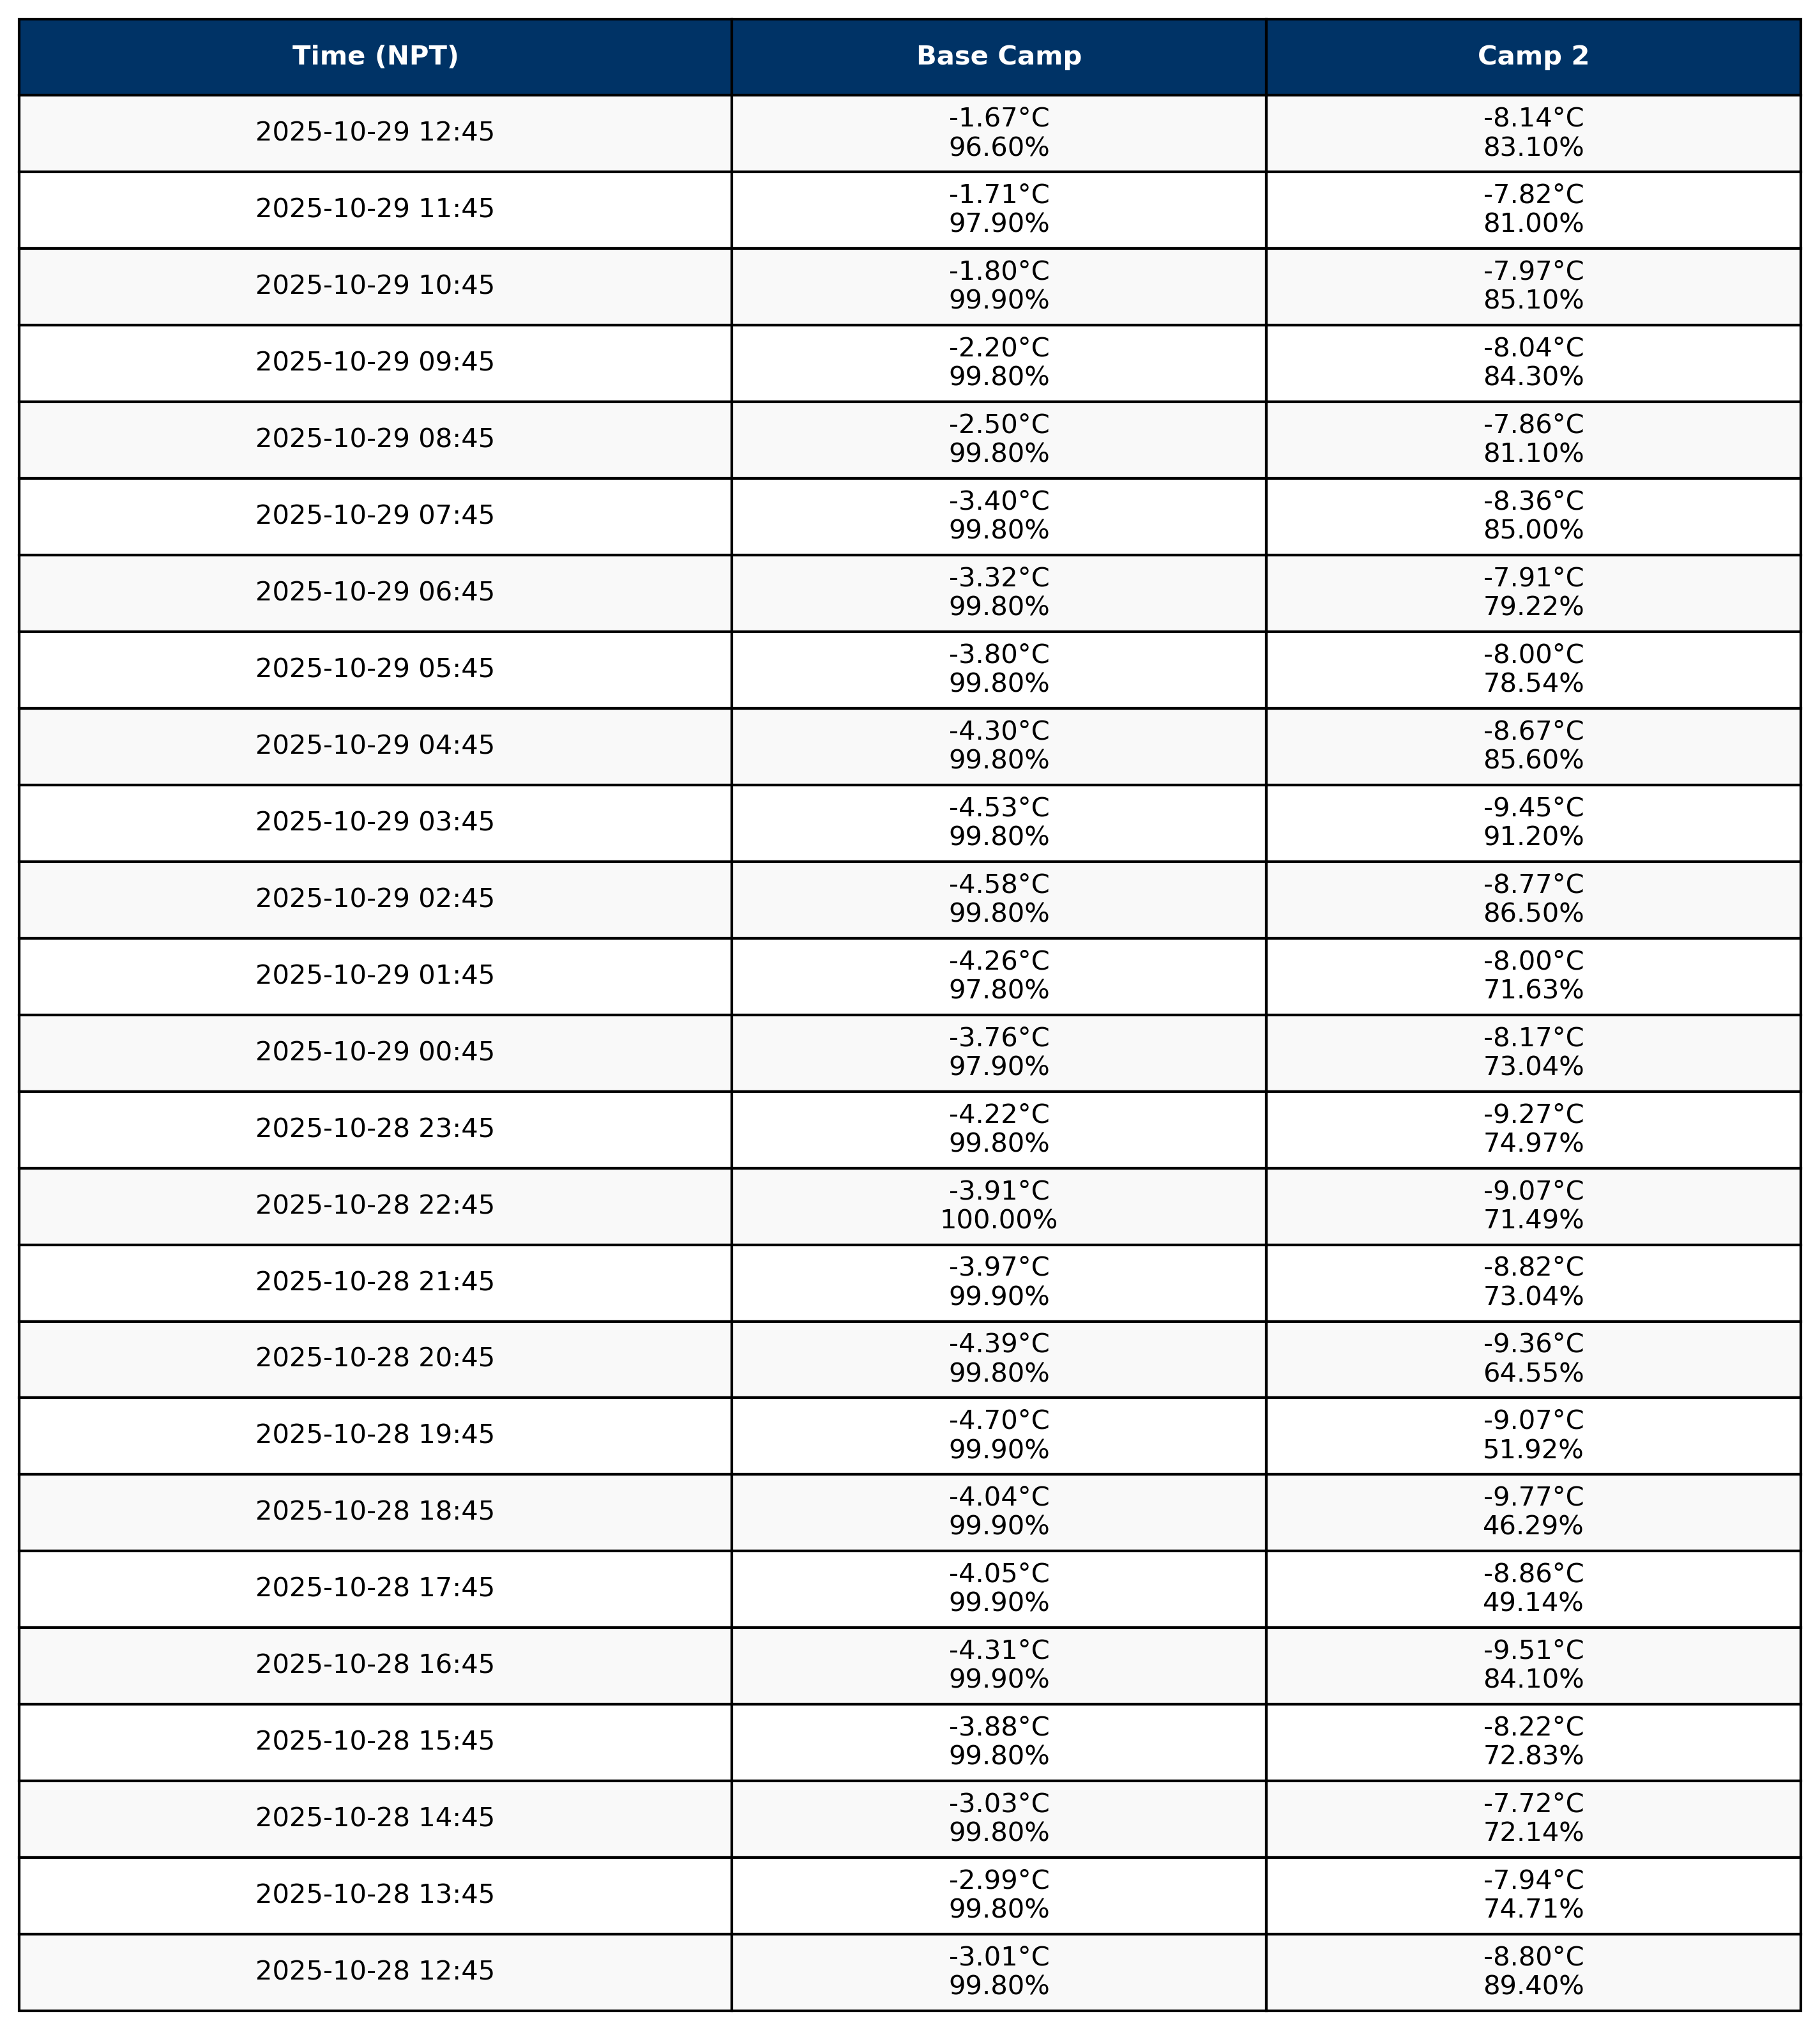 Time (NPT) Base Camp Camp 2
2025-10-29 12:45 -1.67°C -8.14°C
96.60% 83.10%
2025-10-29 11:45 -1.71°C -7.82°C
97.90% 81.00%
2025-10-29 10:45 -1.80°C -7.97°C
99.90% 85.10%
2025-10-29 09:45 -2.20°C -8.04°C
99.80% 84.30%
2025-10-29 08:45 -2.50°C -7.86°C
99.80% 81.10%
2025-10-29 07:45 -3.40°C -8.36°C
99.80% 85.00%
2025-10-29 06:45 -3.32°C -7.91°C
99.80% 79.22%
2025-10-29 05:45 -3.80°C -8.00°C
99.80% 78.54%
2025-10-29 04:45 -4.30°C -8.67°C
99.80% 85.60%
2025-10-29 03:45 -4.53°C -9.45°C
99.80% 91.20%
2025-10-29 02:45 -4.58°C -8.77°C
99.80% 86.50%
2025-10-29 01:45 -4.26°C -8.00°C
97.80% 71.63%
2025-10-29 00:45 -3.76°C -8.17°C
97.90% 73.04%
2025-10-28 23:45 -4.22°C -9.27°C
99.80% 74.97%
2025-10-28 22:45 -3.91°C -9.07°C
100.00% 71.49%
2025-10-28 21:45 -3.97°C -8.82°C
99.90% 73.04%
2025-10-28 20:45 -4.39°C -9.36°C
99.80% 64.55%
2025-10-28 19:45 -4.70°C -9.07°C
99.90% 51.92%
2025-10-28 18:45 -4.04°C -9.77°C
99.90% 46.29%
2025-10-28 17:45 -4.05°C -8.86°C
99.90% 49.14%
2025-10-28 16:45 -4.31°C -9.51°C
99.90% 84.10%
2025-10-28 15:45 -3.88°C -8.22°C
99.80% 72.83%
2025-10-28 14:45 -3.03°C -7.72°C
99.80% 72.14%
2025-10-28 13:45 -2.99°C -7.94°C
99.80% 74.71%
2025-10-28 12:45 -3.01°C -8.80°C
99.80% 89.40%